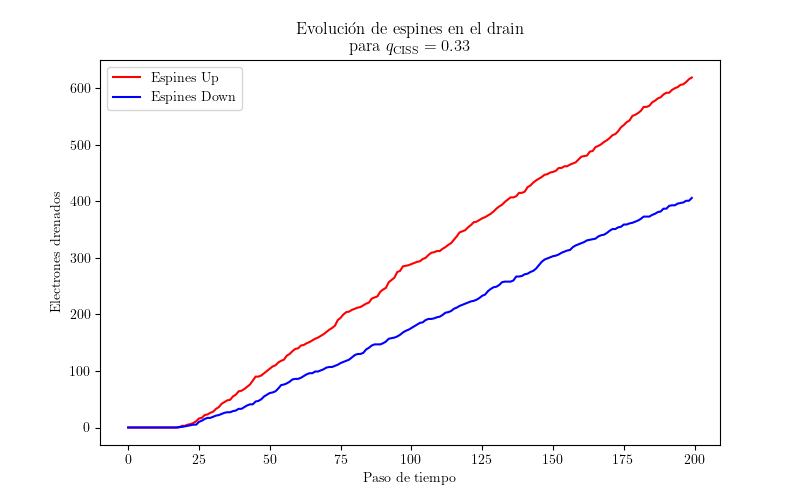 Evolución de espines en el drain
para q_CISS = 0.33
Espines Up
Espines Down
Electrones drenados
600
500
400
300
200
100
0
0 25 50 75 100 125 150 175 200
Paso de tiempo